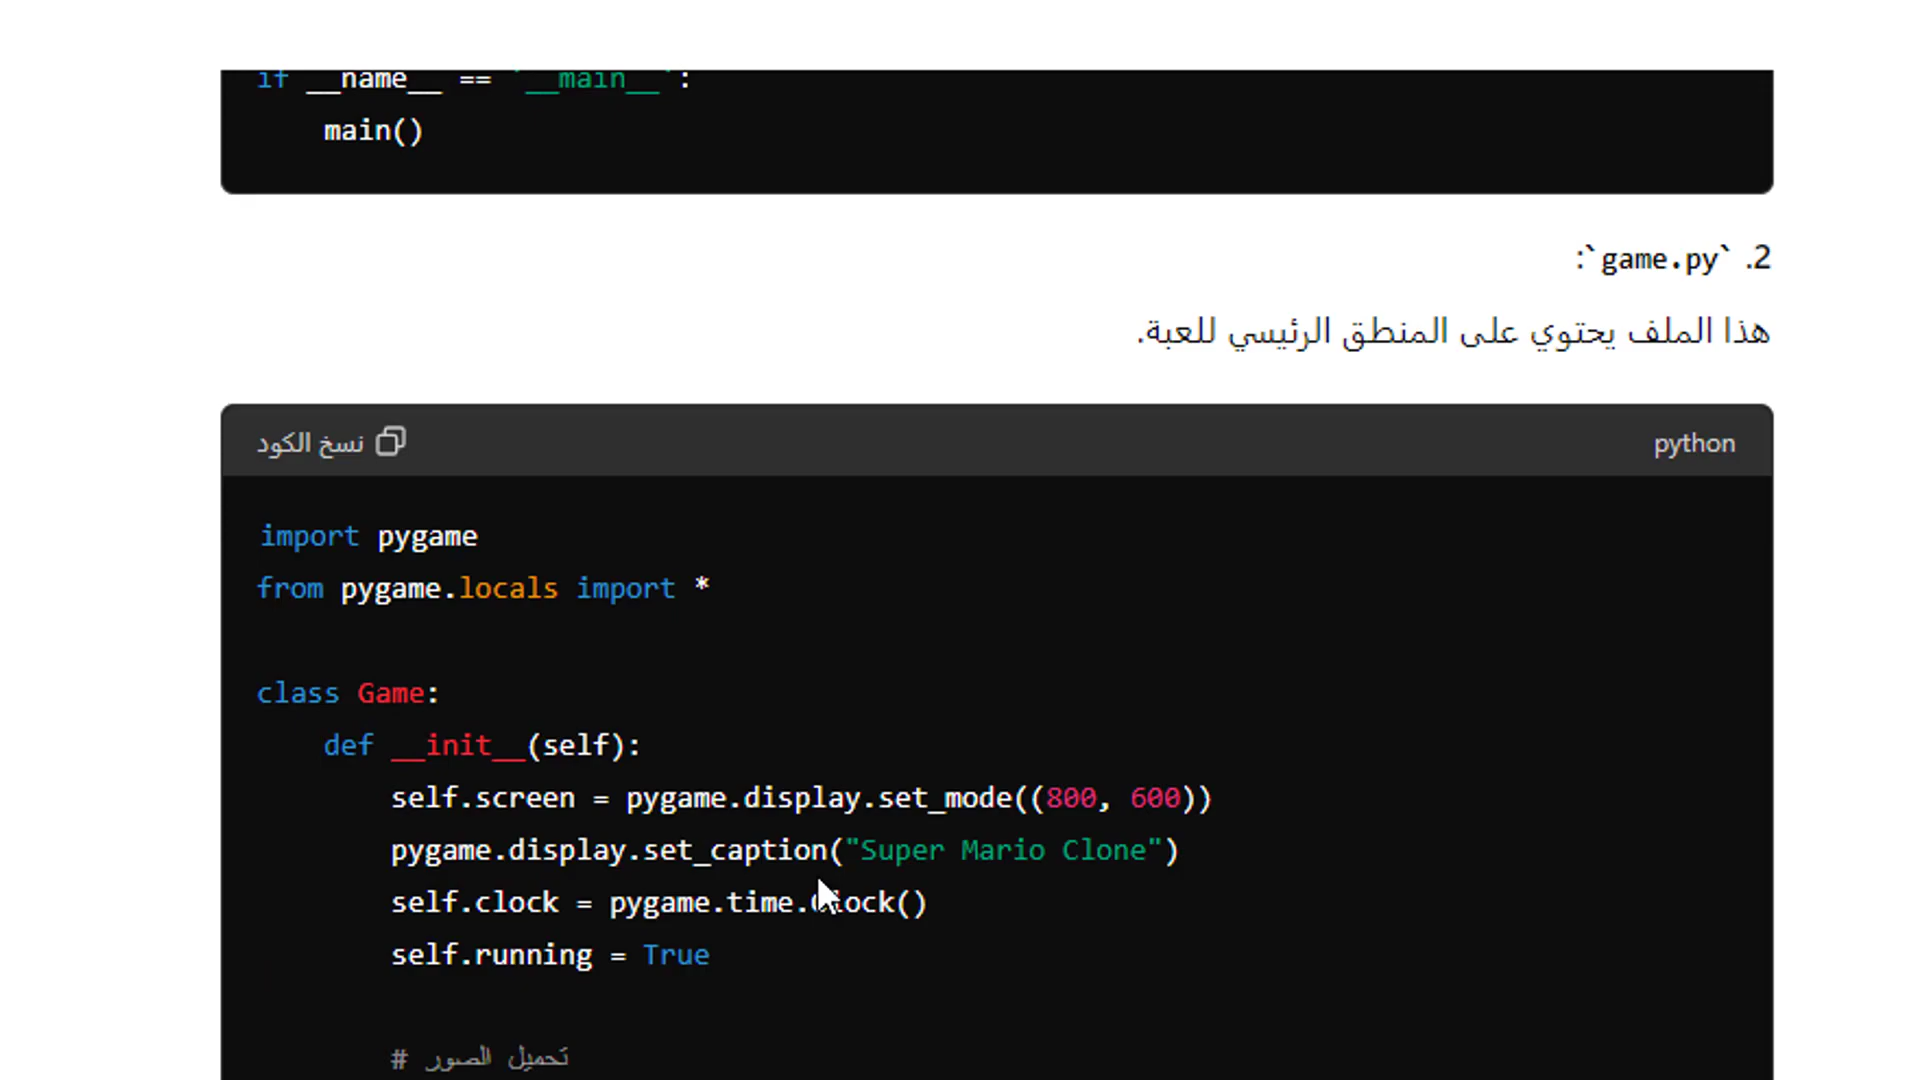 if __name__ == '__main__':
    main()
2. `game.py`:
هذا الملف يحتوي على المنطق الرئيسي للعبة.
python
نسخ الكود
import pygame
from pygame.locals import *
class Game:
    def __init__(self):
        self.screen = pygame.display.set_mode((800, 600))
        pygame.display.set_caption("Super Mario Clone")
        self.clock = pygame.time.Clock()
        self.running = True
        # تحميل الصور